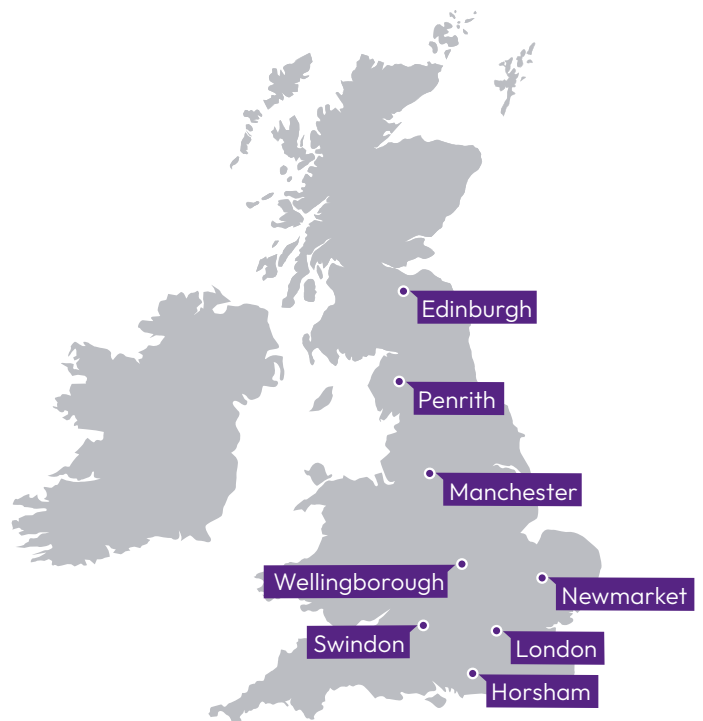 Edinburgh
Penrith
Manchester
Wellingborough
Newmarket
Swindon
London
Horsham